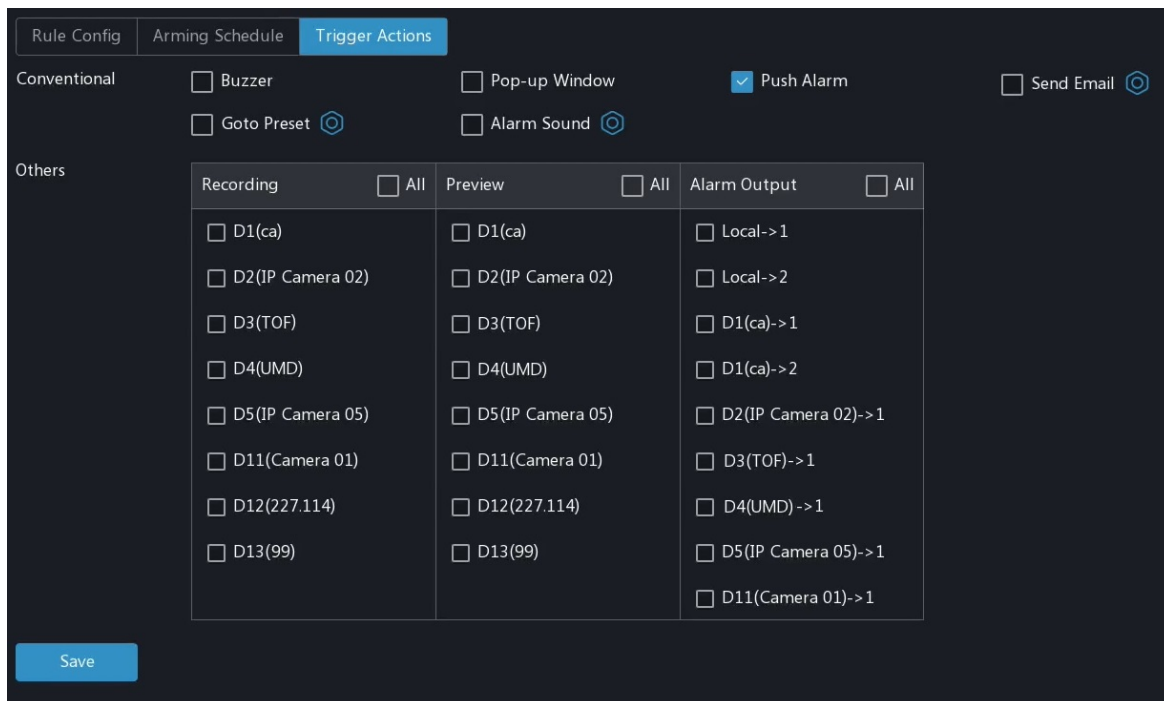 Rule Config Arming Schedule Trigger Actions
Conventional Buzzer Pop-up Window Push Alarm Send Email
Goto Preset Alarm Sound
Others Recording All Preview All Alarm Output All
D1(ca) D1(ca) Local->1
D2(IP Camera 02) D2(IP Camera 02) Local->2
D3(TOF) D3(TOF) D1(ca)->1
D4(UMD) D4(UMD) D1(ca)->2
D5(IP Camera 05) D5(IP Camera 05) D2(IP Camera 02)->1
D11(Camera 01) D11(Camera 01) D3(TOF)->1
D12(227.114) D12(227.114) D4(UMD)->1
D13(99) D13(99) D5(IP Camera 05)->1
D11(Camera 01)->1
Save